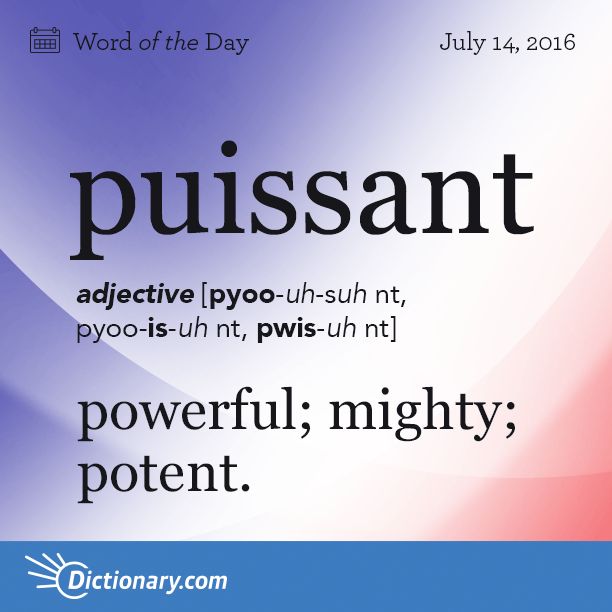 Word of the Day
July 14, 2016
puissant
adjective [pyoo-uh-suh nt,
pyoo-is-uh nt, pwis-uh nt]
powerful; mighty;
potent.
Dictionary.com